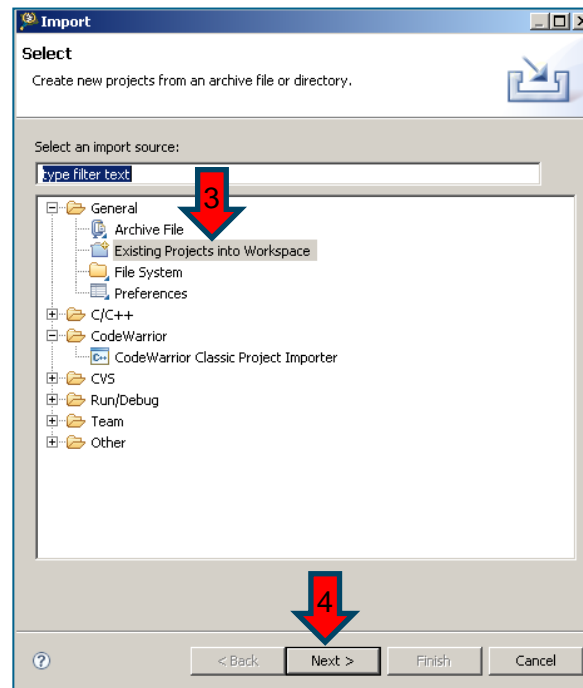 Import
Select
Create new projects from an archive file or directory.
Select an import source:
type filter text
3
General
Archive File
Existing Projects into Workspace
File System
Preferences
C/C++
CodeWarrior
C++ CodeWarrior Classic Project Importer
CVS
Run/Debug
Team
Other
4
? < Back Next > Finish Cancel